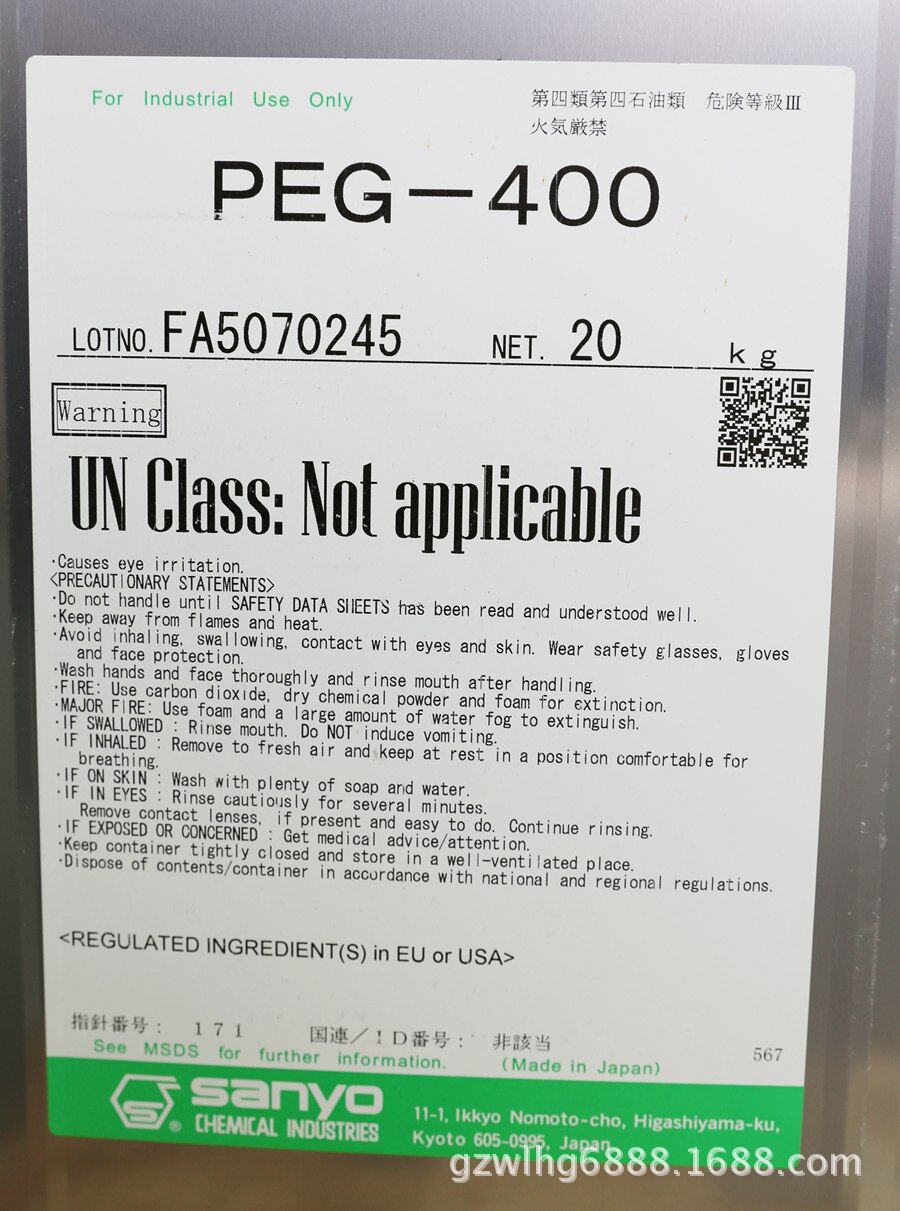 For Industrial Use Only
第四類第四石油類 危険等級Ⅲ
火気厳禁
PEG-400
LOTNO. FA5070245 NET. 20 kg
Warning
UN Class: Not applicable
·Causes eye irritation.
<PRECAUTIONARY STATEMENTS>
·Do not handle until SAFETY DATA SHEETS has been read and understood well.
·Keep away from flames and heat.
·Avoid inhaling, swallowing, contact with eyes and skin. Wear safety glasses, gloves
and face protection.
·Wash hands and face thoroughly and rinse mouth after handling.
·FIRE: Use carbon dioxide, dry chemical powder and foam for extinction.
·MAJOR FIRE: Use foam and a large amount of water fog to extinguish.
·IF SWALLOWED : Rinse mouth. Do NOT induce vomiting.
·IF INHALED : Remove to fresh air and keep at rest in a position comfortable for
breathing.
·IF ON SKIN : Wash with plenty of soap and water.
·IF IN EYES : Rinse cautiously for several minutes.
Remove contact lenses, if present and easy to do. Continue rinsing.
·IF EXPOSED OR CONCERNED : Get medical advice/attention.
·Keep container tightly closed and store in a well-ventilated place.
·Dispose of contents/container in accordance with national and regional regulations.
<REGULATED INGREDIENT(S) in EU or USA>
指針番号: 171 国連/ID番号: 非該当
567
See MSDS for further information. (Made in Japan)
S ® sanyo
CHEMICAL INDUSTRIES
11-1, Ikkyo Nomoto-cho, Higashiyama-ku,
Kyoto 605-0995, Japan
gzwlhg6888.1688.com